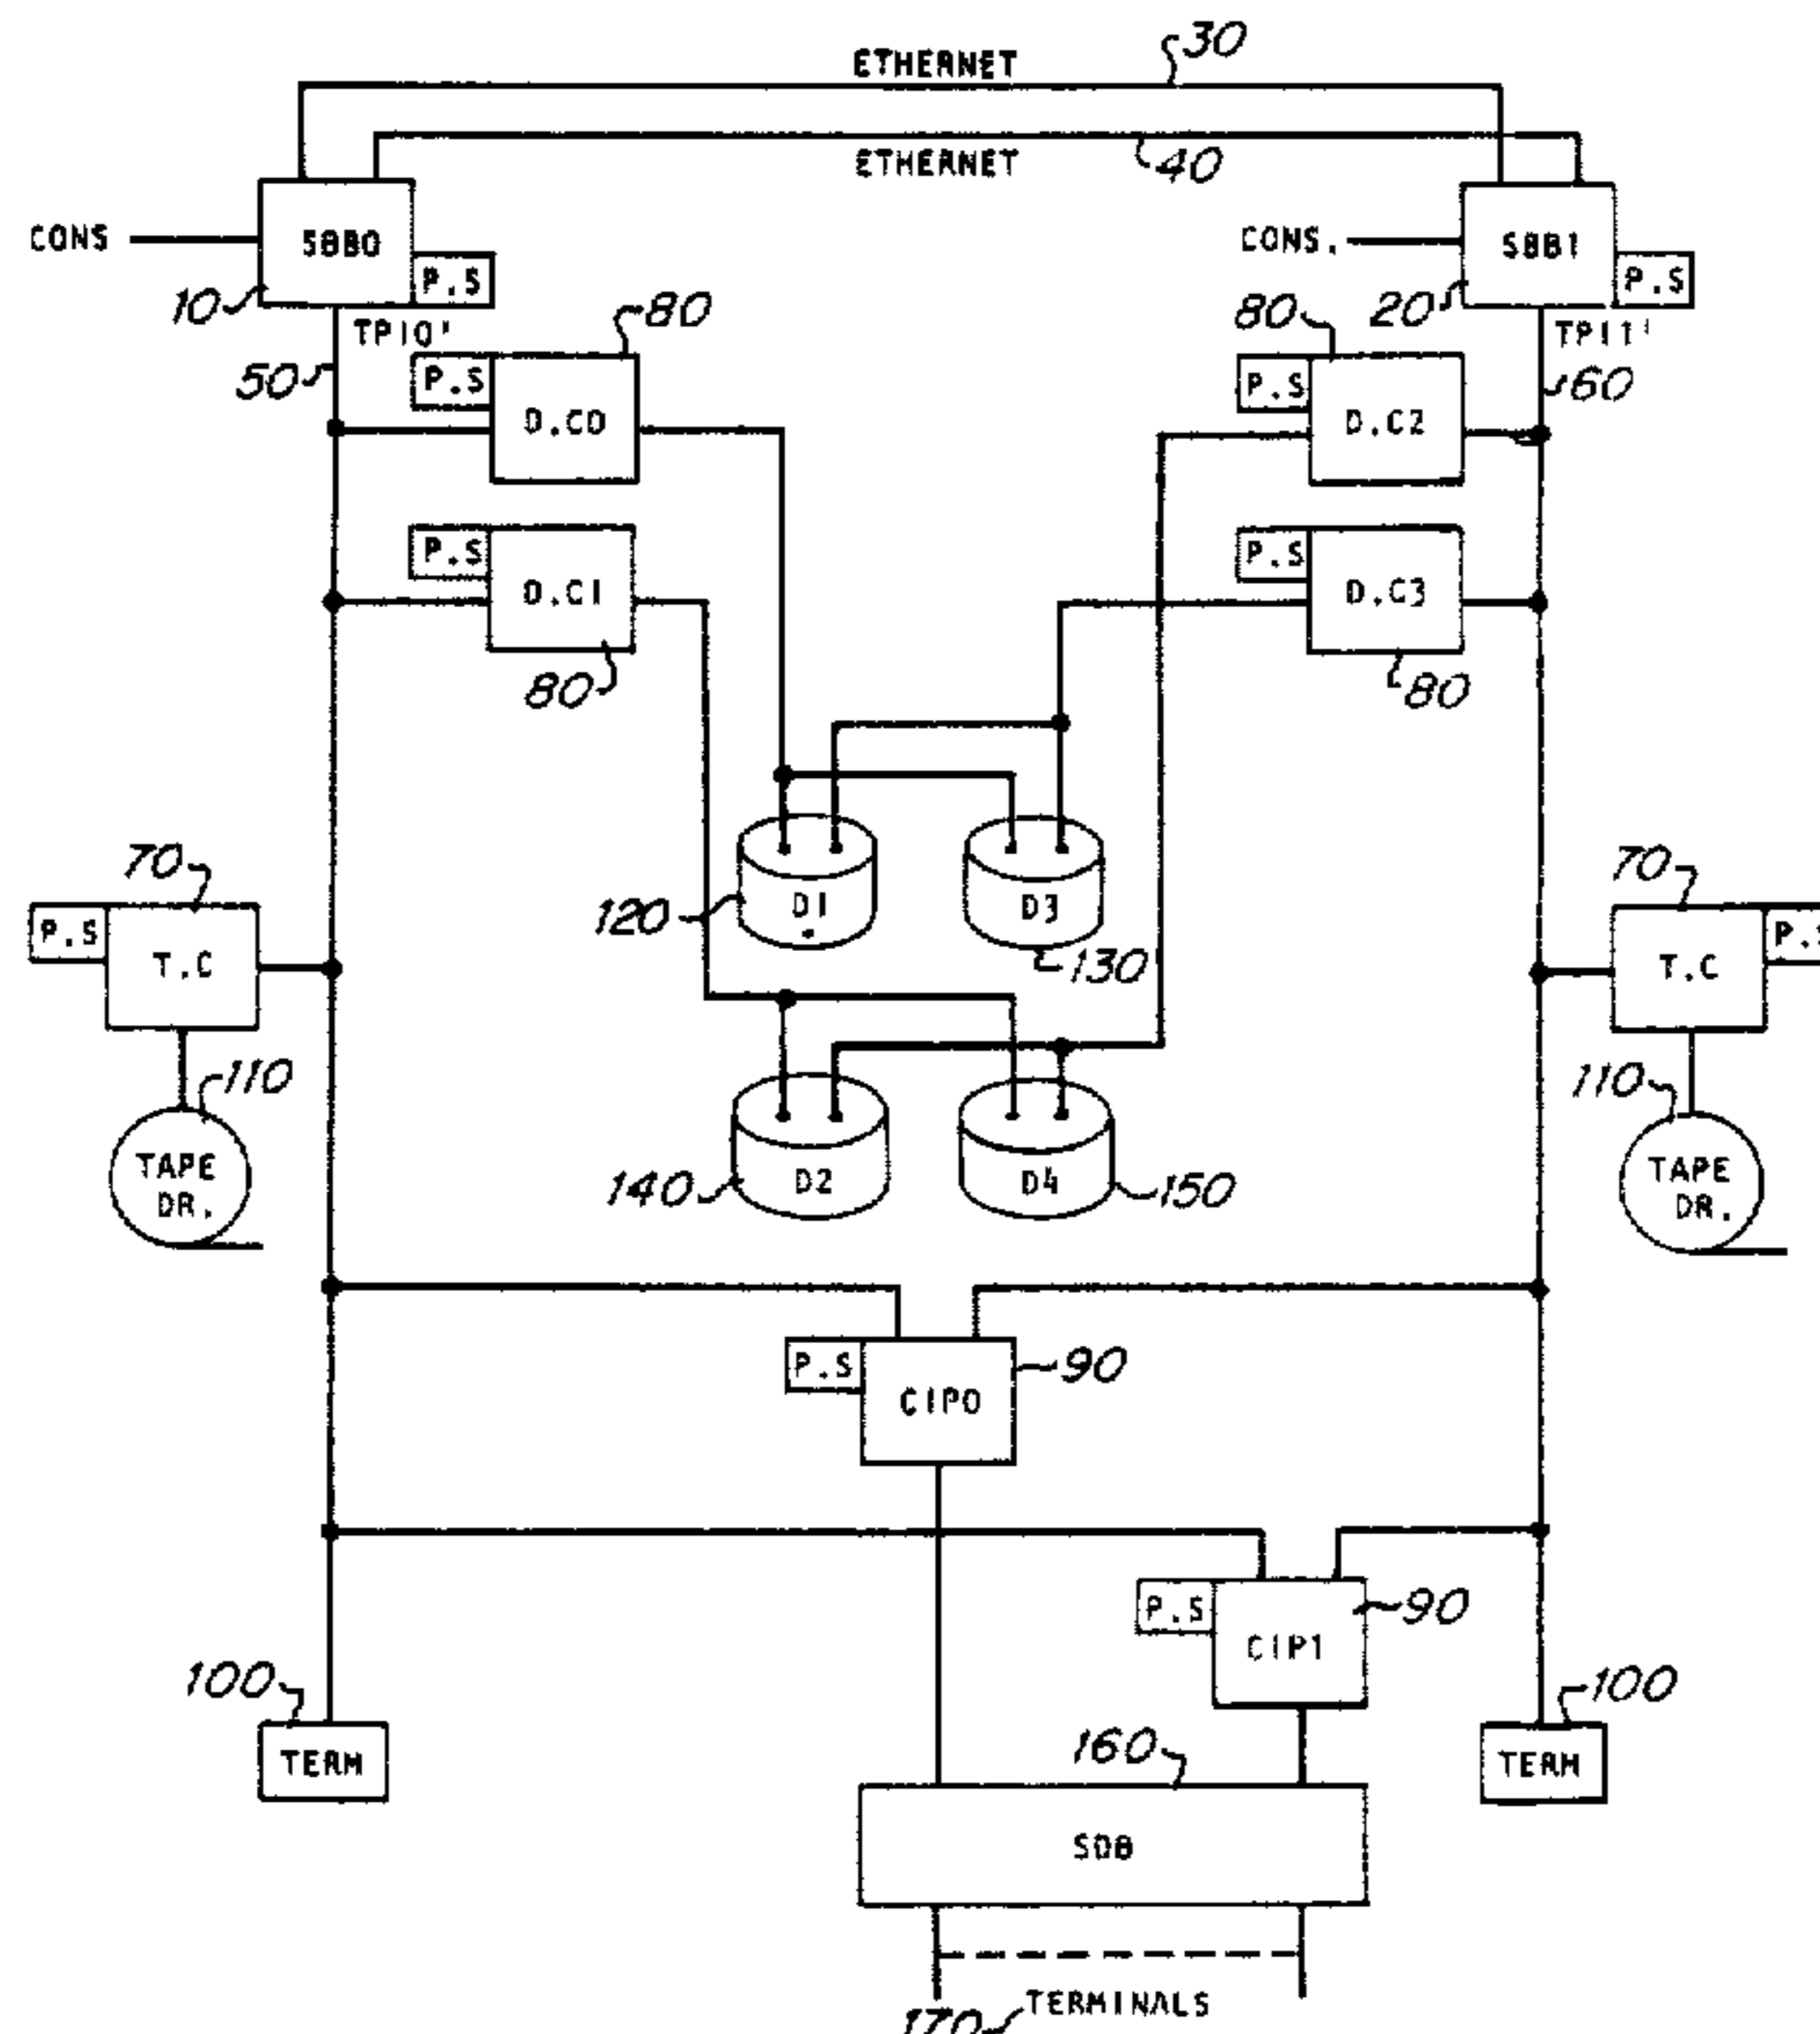 30
ETHERNET
40
ETHERNET
CONS
SBB0
P.S
10
CONS.
SBB1
P.S
20
TPI0'
TPI1'
50
60
80
P.S
D.C0
80
P.S
D.C2
P.S
D.C1
80
P.S
D.C3
80
70
P.S
T.C
70
T.C
120
D1
D3
130
110
TAPE
DR.
110
TAPE
DR.
140
D2
D4
150
P.S
CIP0
90
P.S
CIP1
90
100
TERM
100
TERM
160
SDB
TERMINALS
170